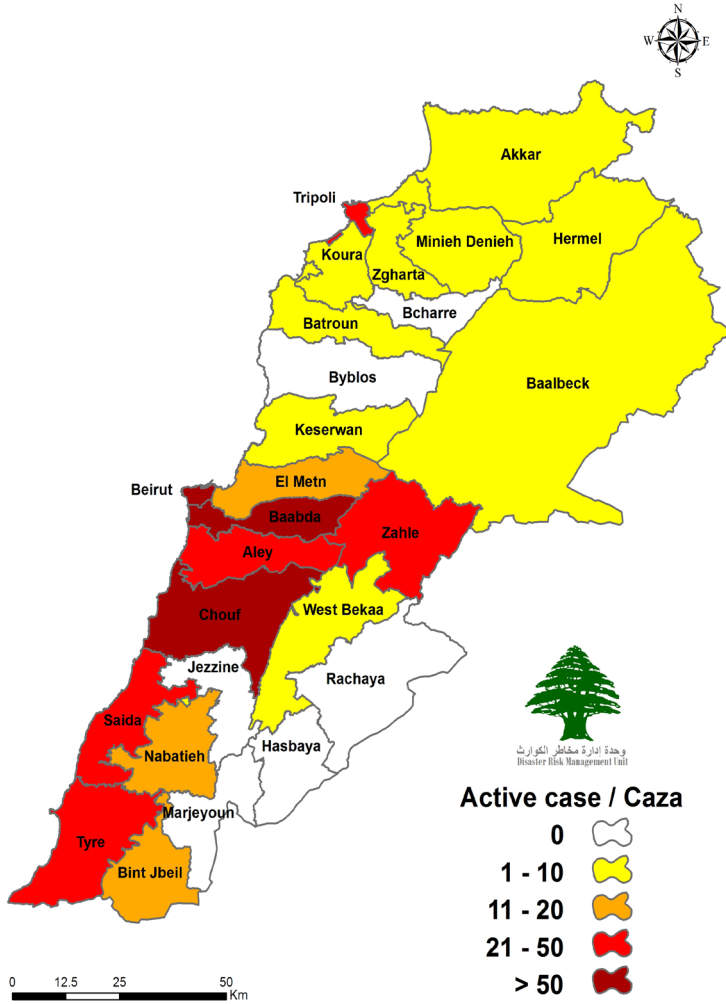 N
W E
S
Akkar
Tripoli
Minieh Denieh
Hermel
Koura
Zgharta
Bcharre
Batroun
Byblos
Baalbeck
Keserwan
El Metn
Beirut
Baabda
Zahle
Aley
Chouf
West Bekaa
Jezzine
Rachaya
Saida
Hasbaya
Nabatieh
Marjeyoun
Tyre
Bint Jbeil
وحدة إدارة مخاطر الكوارث
Disaster Risk Management Unit
Active case / Caza
0
1 - 10
11 - 20
21 - 50
> 50
0 12.5 25 50
Km